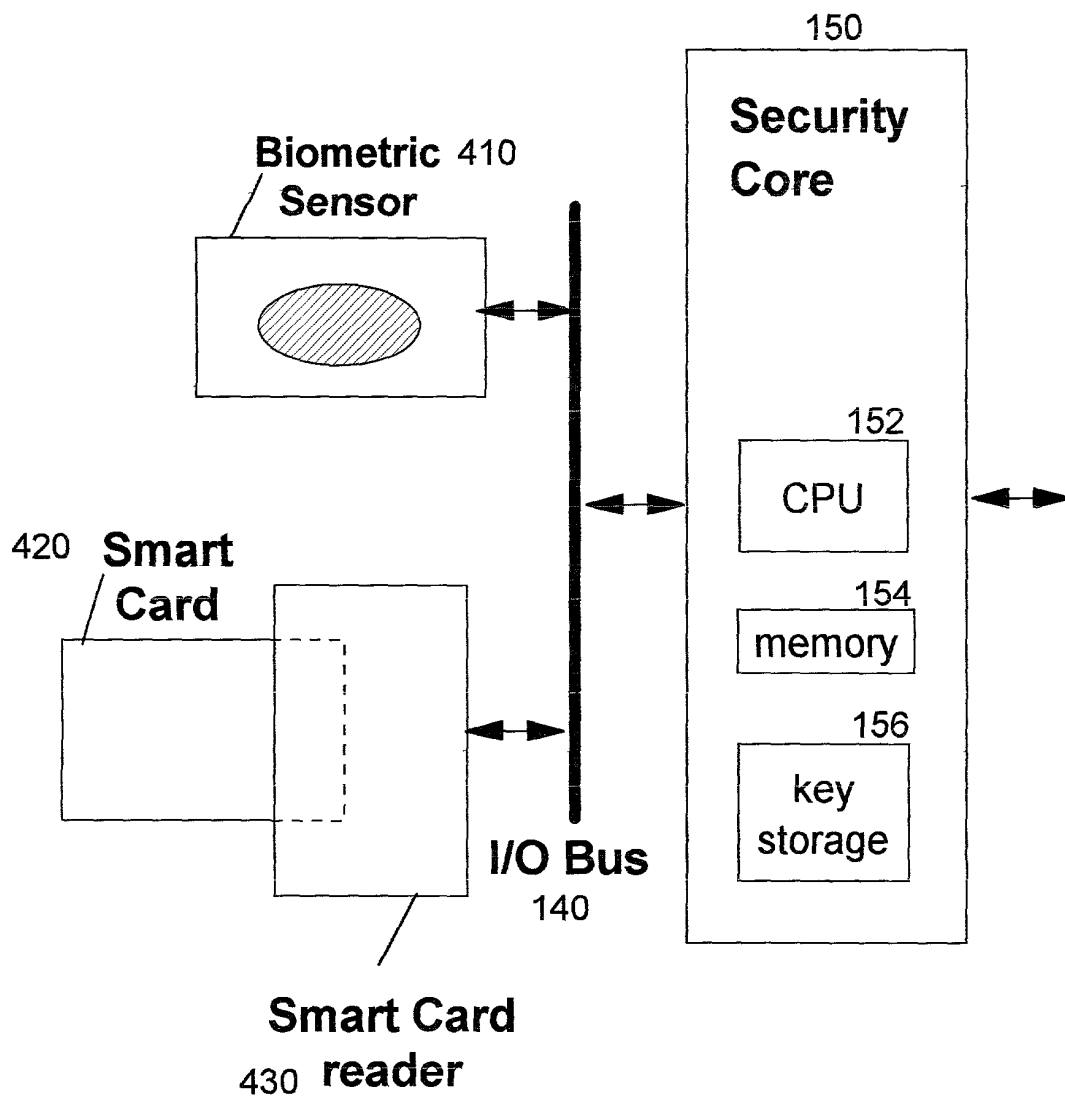 150
Security
Core
Biometric 410
Sensor
152
CPU
420 Smart
Card
154
memory
156
key
storage
I/O Bus
140
Smart Card
430 reader